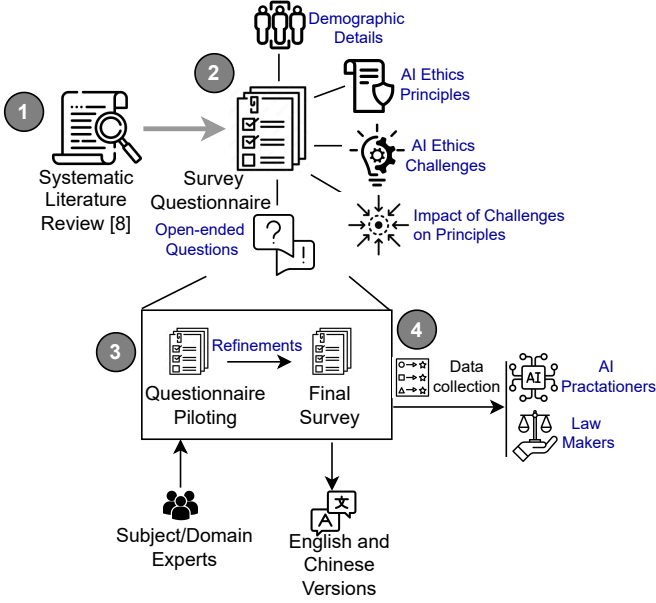 Demographic
Details
2
AI Ethics
Principles
1
AI Ethics
Challenges
Systematic
Literature
Review [8]
Survey
Questionnaire
Impact of Challenges
on Principles
Open-ended
Questions
?
!
3
4
Refinements
Questionnaire
Piloting
Final
Survey
Data
collection
AI
AI
Practationers
Law
Makers
Subject/Domain
Experts
文
A
English and
Chinese
Versions